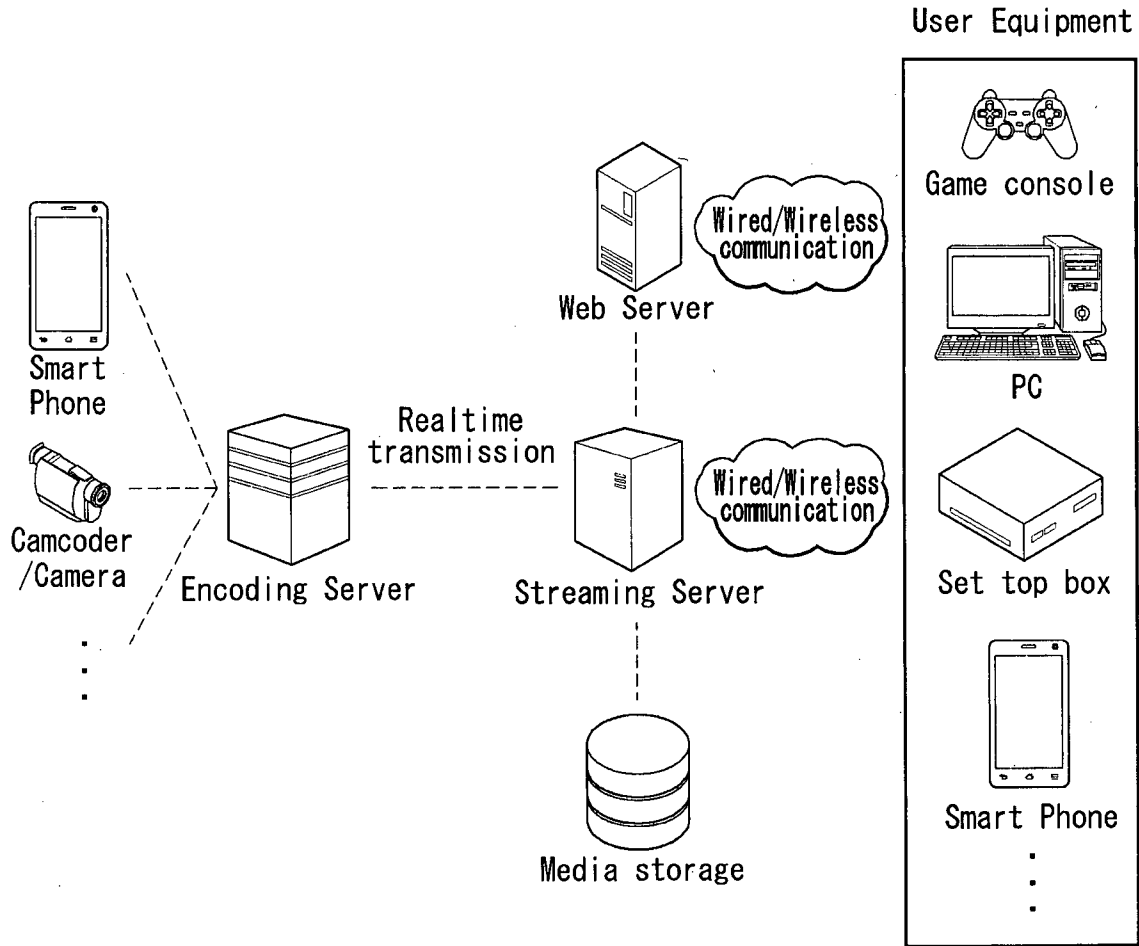 User Equipment
Game console
Wired/Wireless
communication
Web Server
Smart
Phone
PC
Realtime
transmission
Wired/Wireless
communication
Camcoder
/Camera
Encoding Server
Streaming Server
Set top box
Media storage
Smart Phone